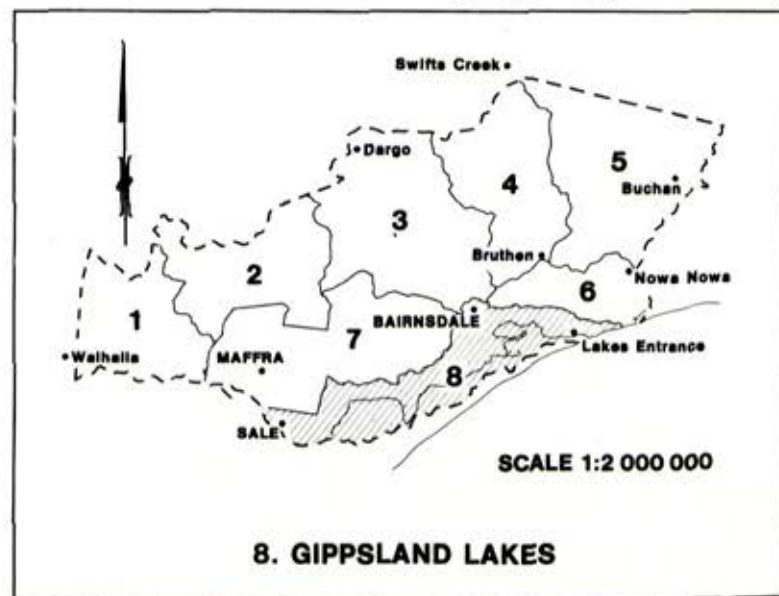 Swifts Creek
Dargo
5
4
Buchan
3
Bruthen
2
Nowa Nowa
6
1
BAIRNSDALE
7
Walhalla
MAFFRA
Lakes Entrance
8
SALE
SCALE 1:2 000 000
8. GIPPSLAND LAKES